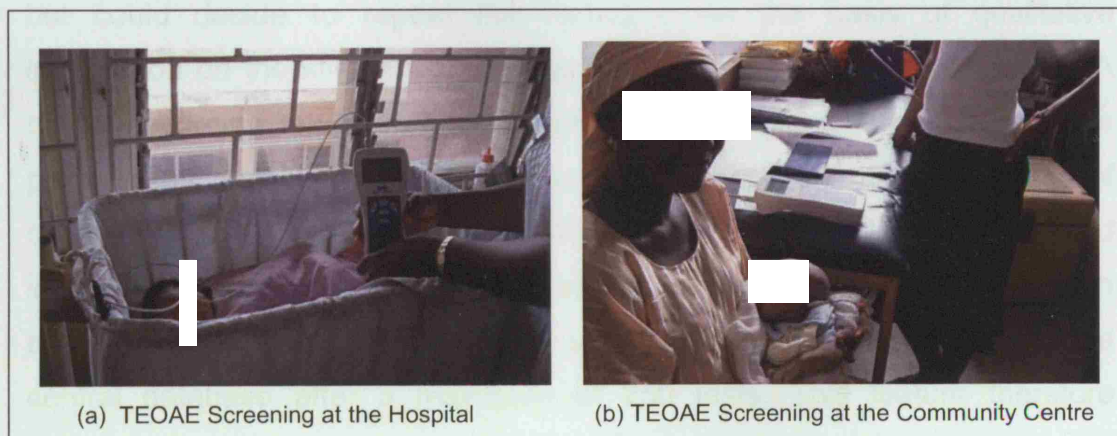 (a) TEOAE Screening at the Hospital
(b) TEOAE Screening at the Community Centre